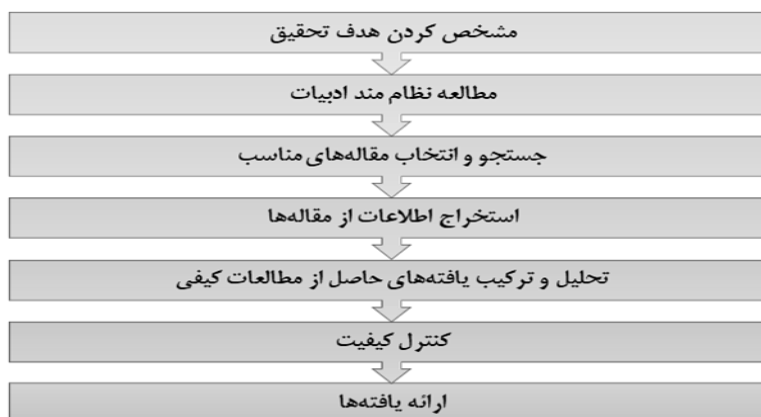 مشخص کردن هدف تحقیق
مطالعه نظام مند ادبیات
جستجو و انتخاب مقاله‌های مناسب
استخراج اطلاعات از مقاله‌ها
تحلیل و ترکیب یافته‌های حاصل از مطالعات کیفی
کنترل کیفیت
ارائه یافته‌ها